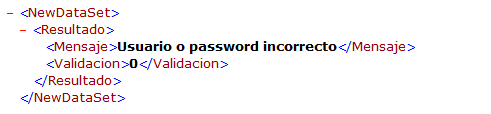 - <NewDataSet>
- <Resultado>
<Mensaje>Usuario o password incorrecto</Mensaje>
<Validacion>0</Validacion>
</Resultado>
</NewDataSet>